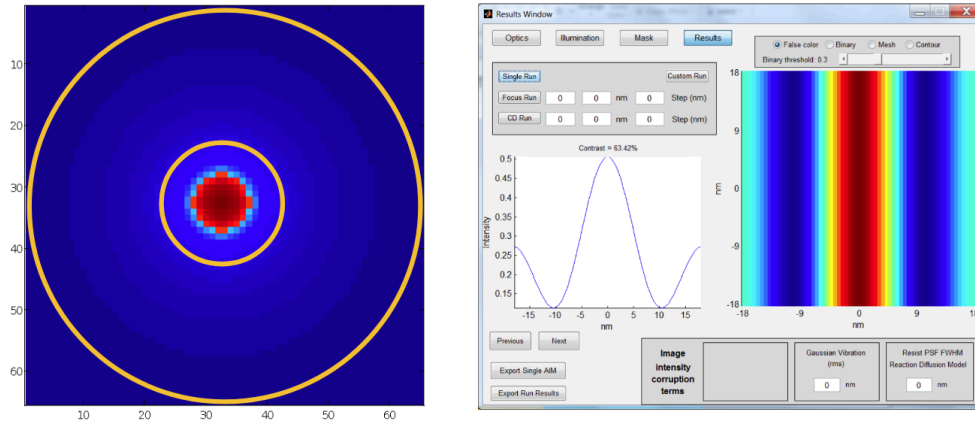 10
20
30
40
50
60
10 20 30 40 50 60
Results Window
Optics Illumination Mask Results
Single Run Custom Run
Focus Run 0 0 nm 0 Step (nm)
CD Run 0 0 nm 0 Step (nm)
False color Binary Mesh Contour
Binary threshold: 0.3
Contrast = 63.42%
0.5
0.45
0.4
0.35
0.3
0.25
0.2
0.15
Intensity
-15 -10 -5 0 5 10 15
nm
18
9
0
-9
-18
nm
-18 -9 0 9 18
nm
Previous Next
Export Single AIM
Export Run Results
Image
intensity
corruption
terms
Gaussian Vibration
(rms)
0 nm
Resist PSF FWHM
Reaction Diffusion Model
0 nm